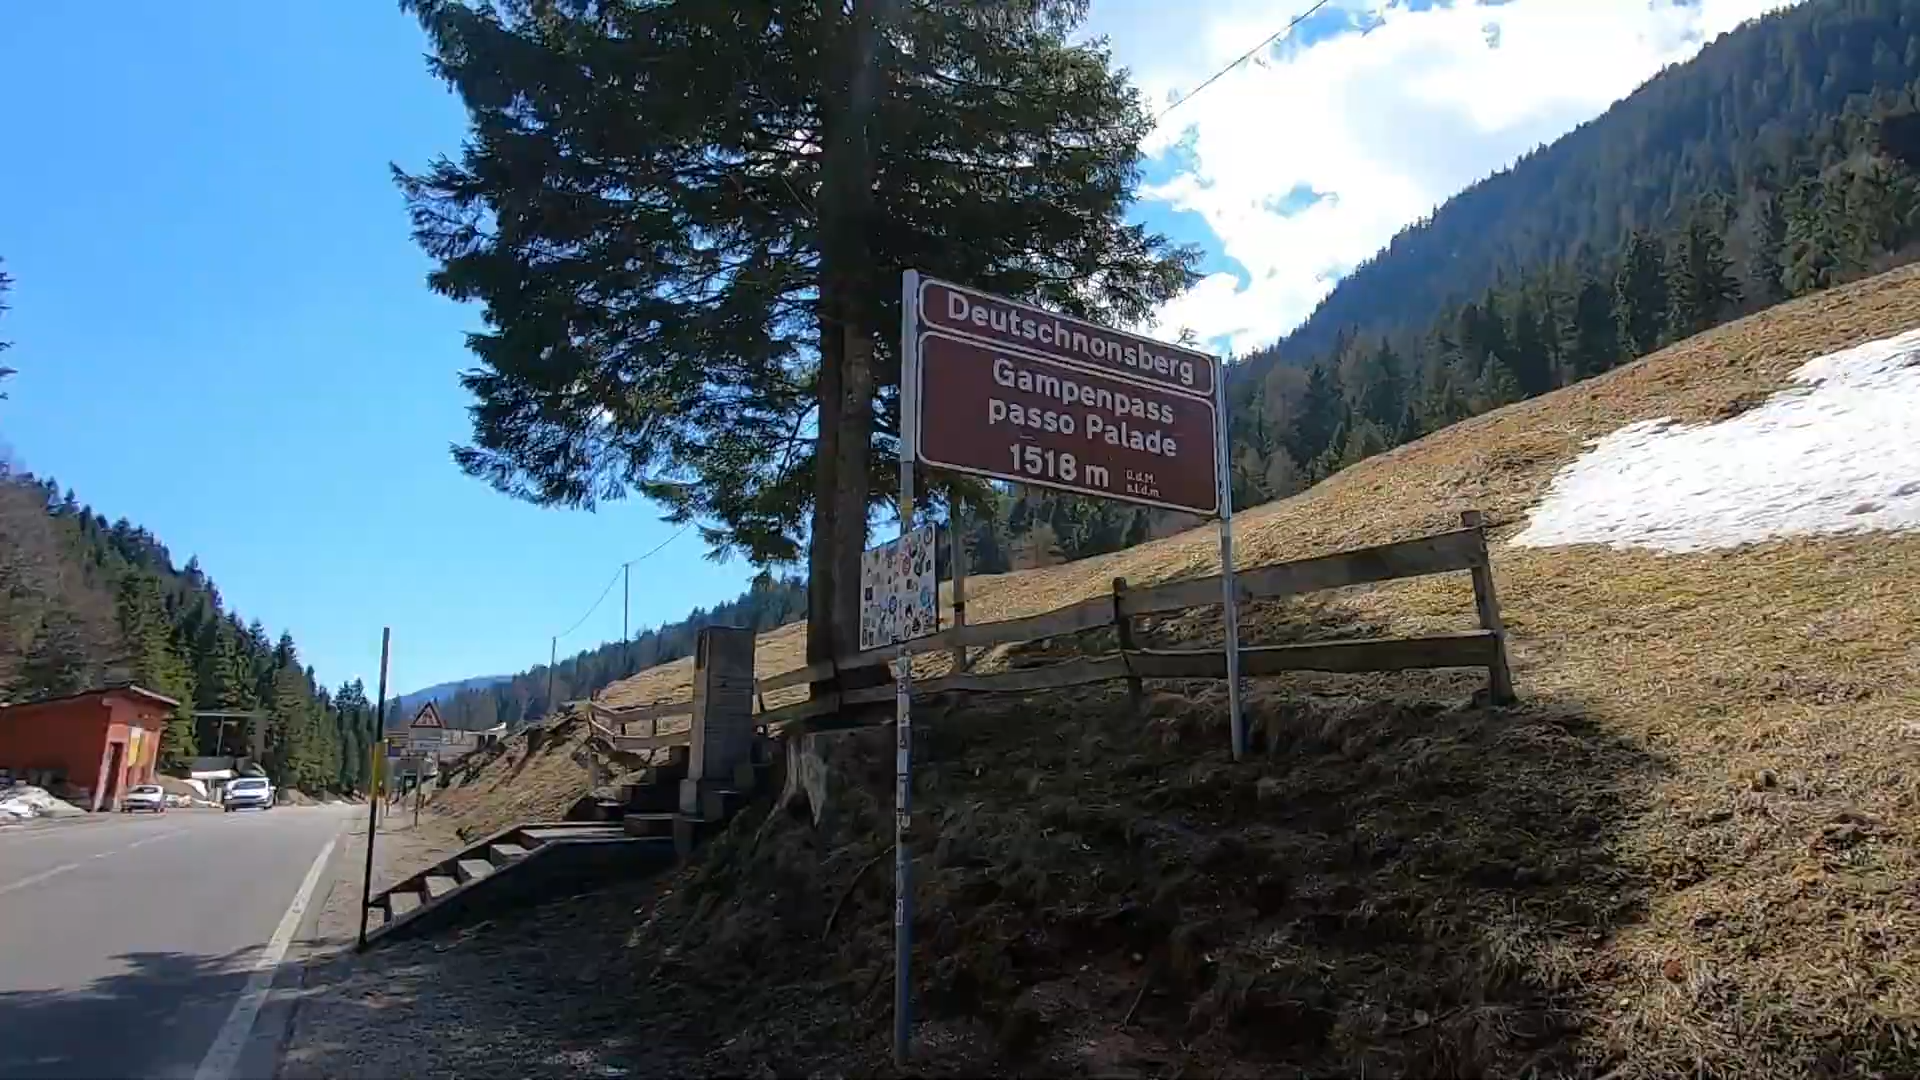 Deutschnonsberg
Gampenpass
passo Palade
1518 m
ü.d.M.
s.l.d.m.